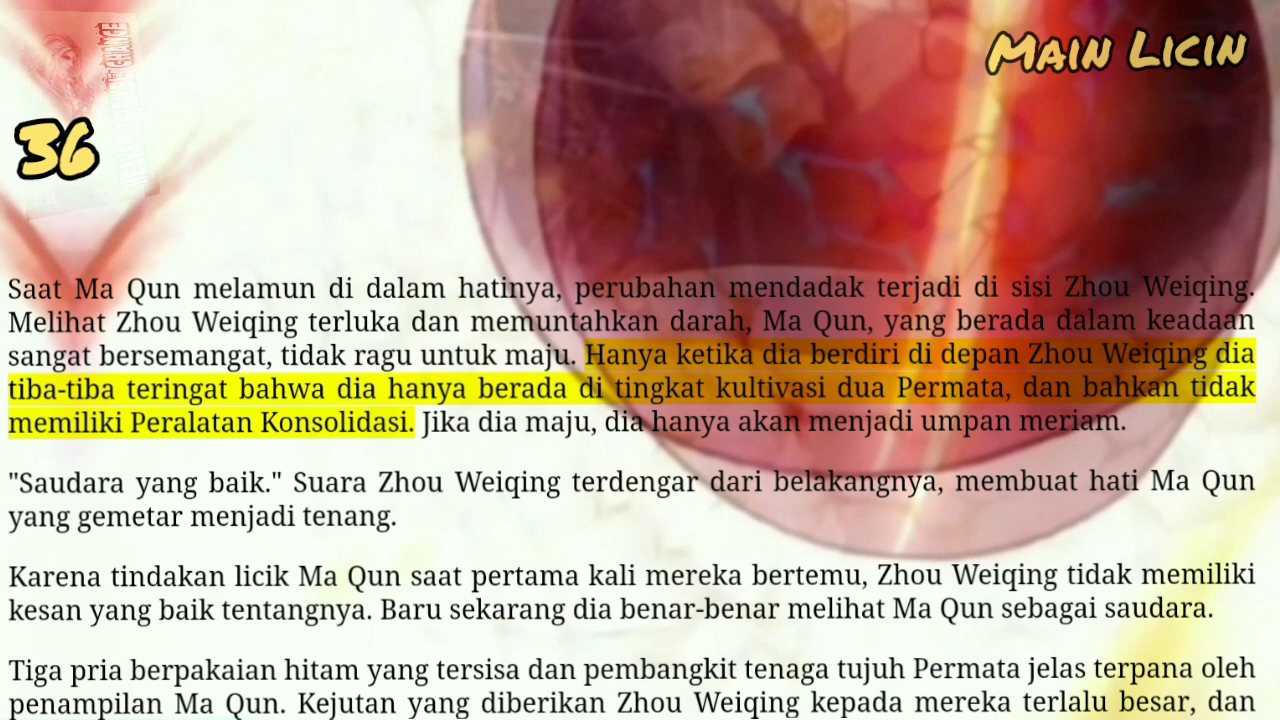 Main Licin
36
Saat Ma Qun melamun di dalam hatinya, perubahan mendadak terjadi di sisi Zhou Weiqing.
Melihat Zhou Weiqing terluka dan memuntahkan darah, Ma Qun, yang berada dalam keadaan
sangat bersemangat, tidak ragu untuk maju. Hanya ketika dia berdiri di depan Zhou Weiqing dia
tiba-tiba teringat bahwa dia hanya berada di tingkat kultivasi dua Permata, dan bahkan tidak
memiliki Peralatan Konsolidasi. Jika dia maju, dia hanya akan menjadi umpan meriam.
"Saudara yang baik." Suara Zhou Weiqing terdengar dari belakangnya, membuat hati Ma Qun
yang gemetar menjadi tenang.
Karena tindakan licik Ma Qun saat pertama kali mereka bertemu, Zhou Weiqing tidak memiliki
kesan yang baik tentangnya. Baru sekarang dia benar-benar melihat Ma Qun sebagai saudara.
Tiga pria berpakaian hitam yang tersisa dan pembangkit tenaga tujuh Permata jelas terpana oleh
penampilan Ma Qun. Kejutan yang diberikan Zhou Weiqing kepada mereka terlalu besar, dan